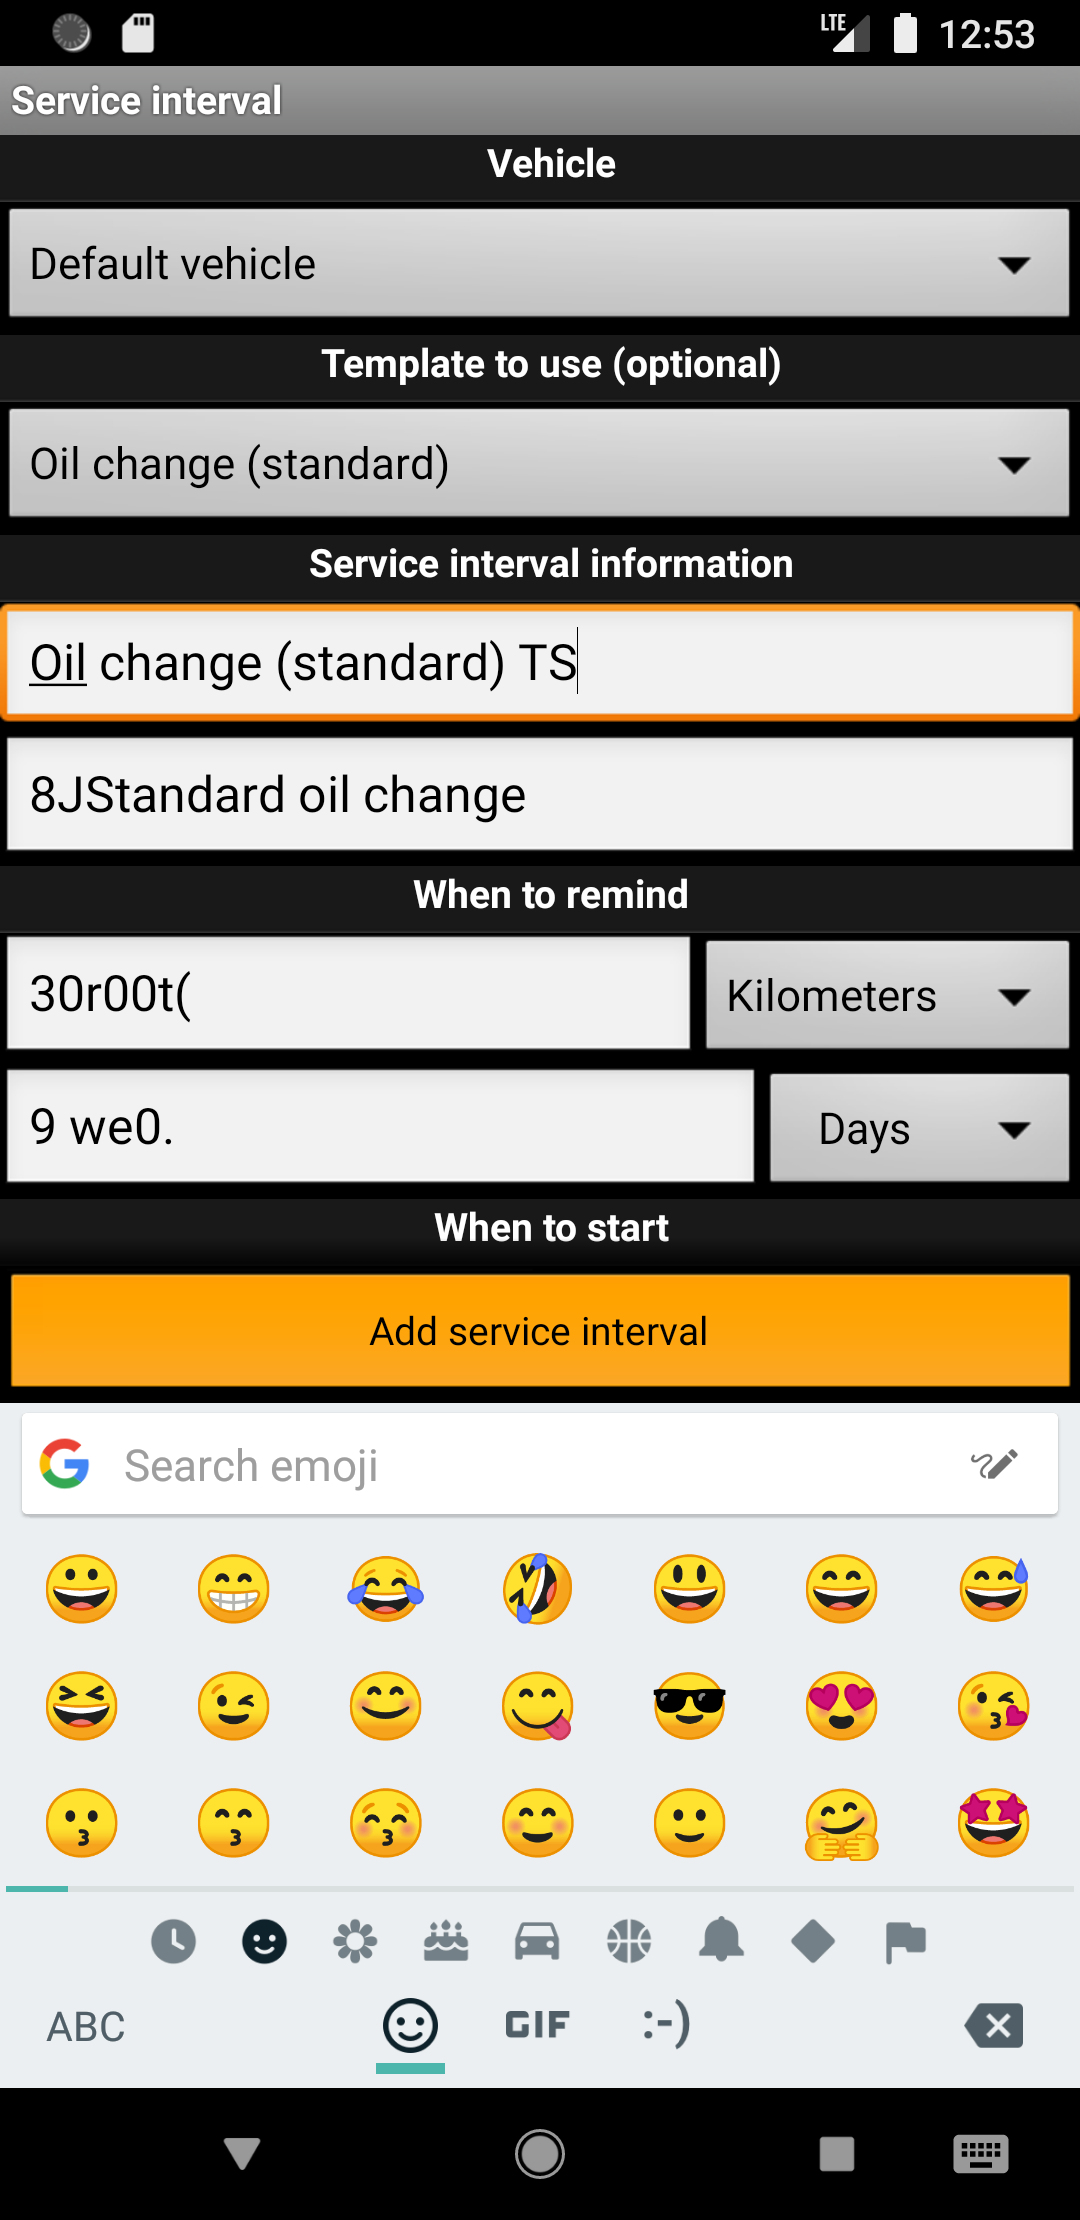 LTE 12:53
Service interval
Vehicle
Default vehicle
Template to use (optional)
Oil change (standard)
Service interval information
Oil change (standard) TS
8JStandard oil change
When to remind
30r00t(
Kilometers
9 we0.
Days
When to start
Add service interval
Search emoji
ABC GIF :-)